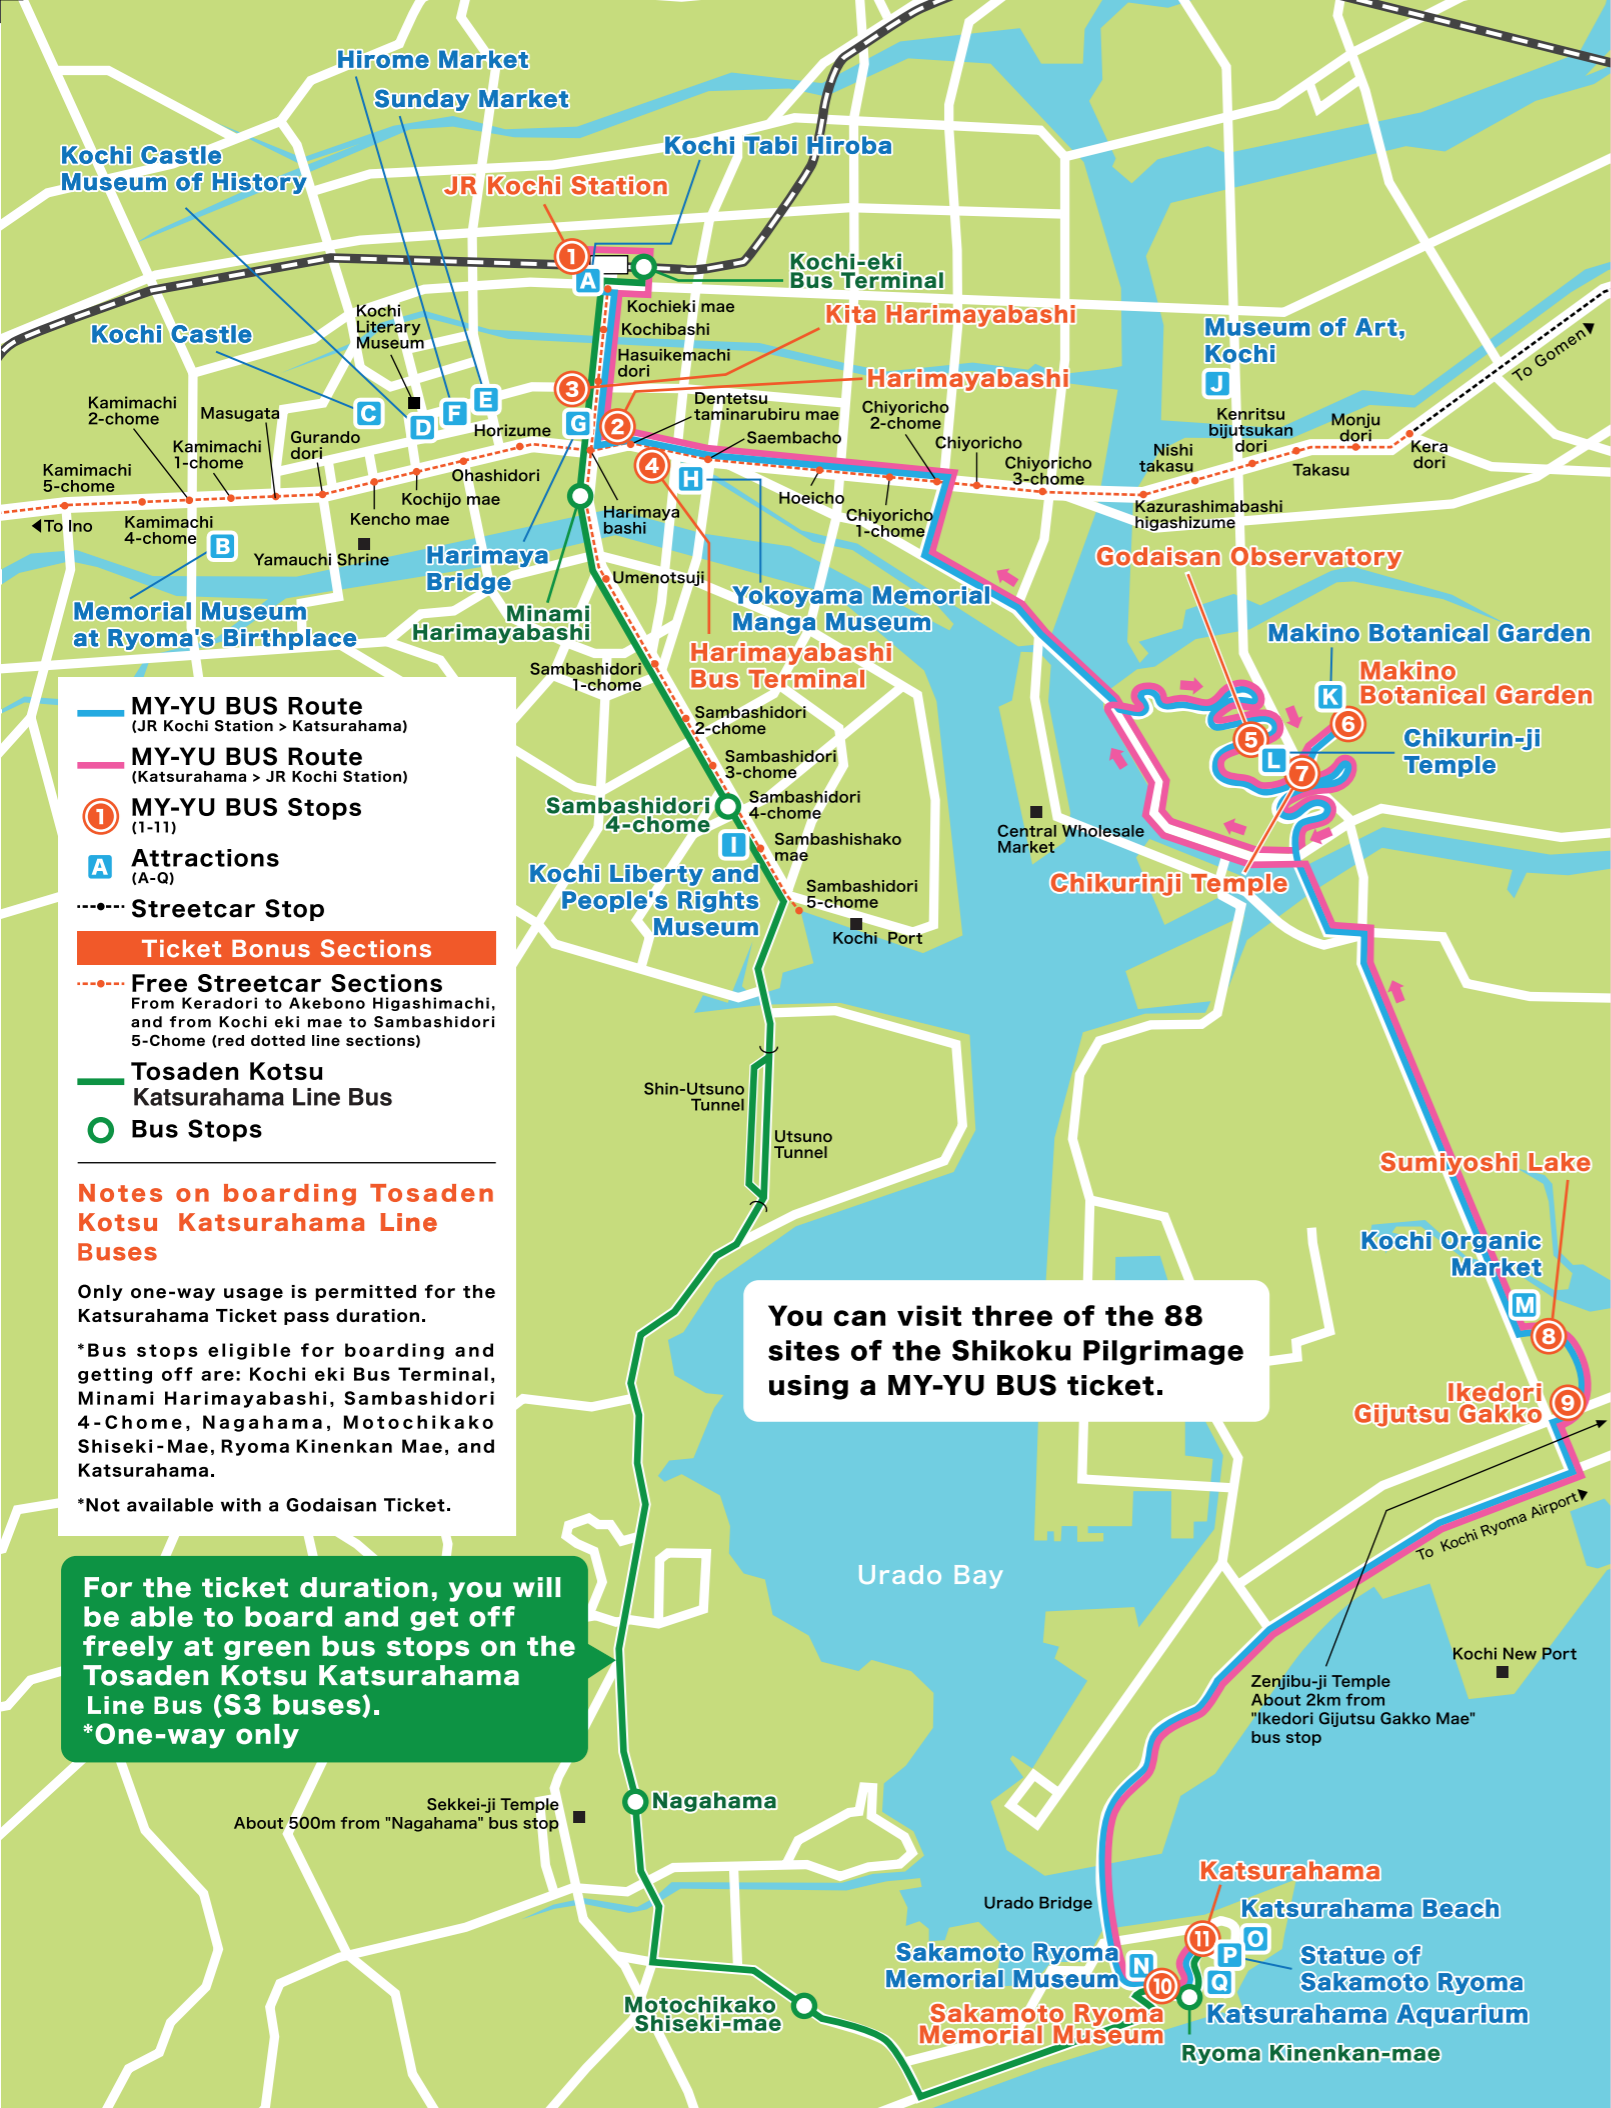 Hirome Market
Sunday Market
Kochi Castle
Museum of History
Kochi Tabi Hiroba
JR Kochi Station
1
A
Kochi-eki
Bus Terminal
Kochi
Literary
Museum
Kochi Castle
Kochieki mae
Kochibashi
Kita Harimayabashi
Museum of Art,
Kochi
J
To Gomen
Hasuikemachi
dori
Harimayabashi
3
2
4
G
H
C
D
F
E
Kamimachi
2-chome
Masugata
Kamimachi
1-chome
Gurando
dori
Horizume
Dentetsu
taminarubiru mae
Saembacho
Chiyoricho
2-chome
Chiyoricho
Chiyoricho
3-chome
Nishi
takasu
Kenritsu
bijutsukan
dori
Monju
dori
Takasu
Kera
dori
Kamimachi
5-chome
Ohashidori
Kochijo mae
Kencho mae
Hoeicho
Chiyoricho
1-chome
Kazurashimabashi
higashizume
To Ino
Kamimachi
4-chome
B
Yamauchi Shrine
Harimaya
bashi
Harimaya
Bridge
Umenotsuji
Godaisan Observatory
Memorial Museum
at Ryoma's Birthplace
Minami
Harimayabashi
Yokoyama Memorial
Manga Museum
Makino Botanical Garden
Harimayabashi
Bus Terminal
Makino
Botanical Garden
K
6
5
L
7
Chikurin-ji
Temple
Sambashidori
1-chome
Sambashidori
2-chome
Sambashidori
3-chome
Sambashidori
4-chome
Sambashidori
4-chome
Sambashishako
mae
I
Kochi Liberty and
People's Rights
Museum
Sambashidori
5-chome
Kochi Port
Central Wholesale
Market
Chikurinji Temple
MY-YU BUS Route
(JR Kochi Station > Katsurahama)
MY-YU BUS Route
(Katsurahama > JR Kochi Station)
1
MY-YU BUS Stops
(1-11)
A
Attractions
(A-Q)
Streetcar Stop
Ticket Bonus Sections
Free Streetcar Sections
From Keradori to Akebono Higashimachi,
and from Kochi eki mae to Sambashidori
5-Chome (red dotted line sections)
Tosaden Kotsu
Katsurahama Line Bus
Bus Stops
Notes on boarding Tosaden
Kotsu Katsurahama Line
Buses
Only one-way usage is permitted for the
Katsurahama Ticket pass duration.
*Bus stops eligible for boarding and
getting off are: Kochi eki Bus Terminal,
Minami Harimayabashi, Sambashidori
4-Chome, Nagahama, Motochikako
Shiseki-Mae, Ryoma Kinenkan Mae, and
Katsurahama.
*Not available with a Godaisan Ticket.
Shin-Utsuno
Tunnel
Utsuno
Tunnel
Sumiyoshi Lake
Kochi Organic
Market
M
8
You can visit three of the 88
sites of the Shikoku Pilgrimage
using a MY-YU BUS ticket.
Ikedori
Gijutsu Gakko
9
To Kochi Ryoma Airport
Urado Bay
For the ticket duration, you will
be able to board and get off
freely at green bus stops on the
Tosaden Kotsu Katsurahama
Line Bus (S3 buses).
*One-way only
Kochi New Port
Zenjibu-ji Temple
About 2km from
"Ikedori Gijutsu Gakko Mae"
bus stop
Nagahama
Sekkei-ji Temple
About 500m from "Nagahama" bus stop
Katsurahama
Urado Bridge
Katsurahama Beach
11
O
P
Q
N
10
Sakamoto Ryoma
Memorial Museum
Statue of
Sakamoto Ryoma
Motochikako
Shiseki-mae
Sakamoto Ryoma
Memorial Museum
Katsurahama Aquarium
Ryoma Kinenkan-mae